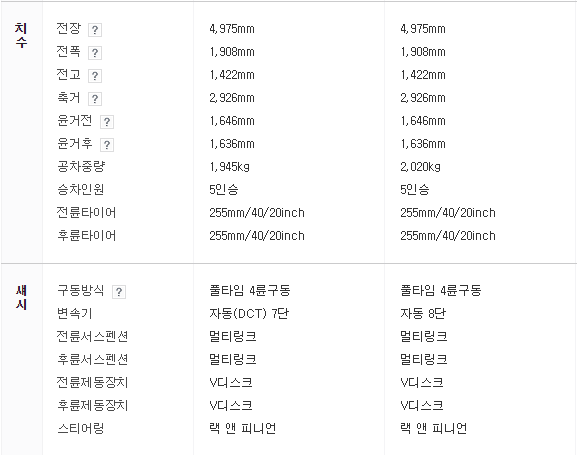 치수
전장 ? 4,975mm 4,975mm
전폭 ? 1,908mm 1,908mm
전고 ? 1,422mm 1,422mm
축거 ? 2,926mm 2,926mm
윤거전 ? 1,646mm 1,646mm
윤거후 ? 1,636mm 1,636mm
공차중량 1,945kg 2,020kg
승차인원 5인승 5인승
전륜타이어 255mm/40/20inch 255mm/40/20inch
후륜타이어 255mm/40/20inch 255mm/40/20inch
섀시
구동방식 ? 풀타임 4륜구동 풀타임 4륜구동
변속기 자동(DCT) 7단 자동 8단
전륜서스펜션 멀티링크 멀티링크
후륜서스펜션 멀티링크 멀티링크
전륜제동장치 V디스크 V디스크
후륜제동장치 V디스크 V디스크
스티어링 랙 앤 피니언 랙 앤 피니언